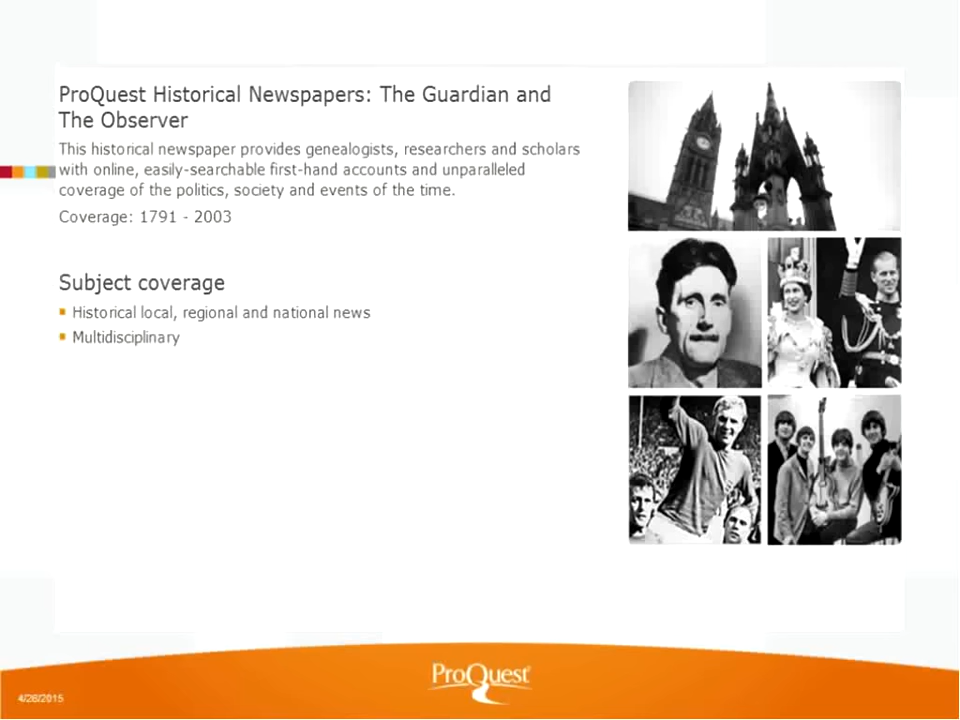 ProQuest Historical Newspapers: The Guardian and
The Observer
This historical newspaper provides genealogists, researchers and scholars
with online, easily-searchable first-hand accounts and unparalleled
coverage of the politics, society and events of the time.
Coverage: 1791 - 2003
Subject coverage
Historical local, regional and national news
Multidisciplinary
ProQuest
4/28/2015